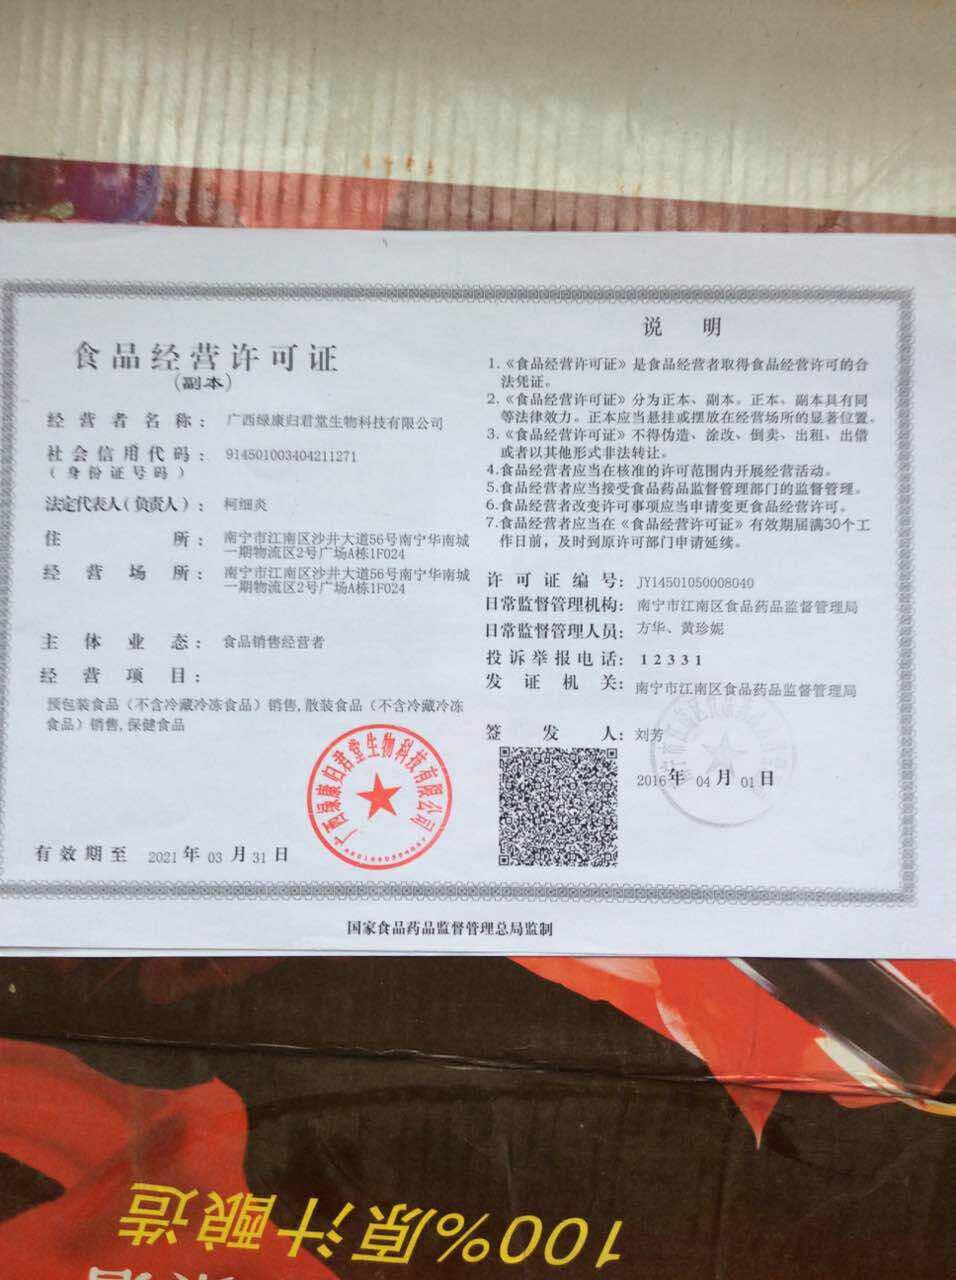 食品经营许可证
(副本)
经营者名称：广西绿康归君堂生物科技有限公司
社会信用代码：914501003404211271
(身份证号码)
法定代表人(负责人)：柯细炎
住所：南宁市江南区沙井大道56号南宁华南城
一期物流区2号广场A栋1F024
经营场所：南宁市江南区沙井大道56号南宁华南城
一期物流区2号广场A栋1F024
主体业态：食品销售经营者
经营项目：
预包装食品（不含冷藏冷冻食品）销售,散装食品（不含冷藏冷冻
食品）销售,保健食品
广西绿康归君堂生物科技有限公司
有效期至 2021年03月31日
说明
1.《食品经营许可证》是食品经营者取得食品经营许可的合
法凭证。
2.《食品经营许可证》分为正本、副本。正本、副本具有同
等法律效力。正本应当悬挂或摆放在经营场所的显著位置。
3.《食品经营许可证》不得伪造、涂改、倒卖、出租、出借
或者以其他形式非法转让。
4.食品经营者应当在核准的许可范围内开展经营活动。
5.食品经营者应当接受食品药品监督管理部门的监督管理。
6.食品经营者改变许可事项应当申请变更食品经营许可。
7.食品经营者应当在《食品经营许可证》有效期届满30个工
作日前，及时到原许可部门申请延续。
许可证编号：JY14501050008040
日常监督管理机构：南宁市江南区食品药品监督管理局
日常监督管理人员：方华、黄珍妮
投诉举报电话：12331
发证机关：南宁市江南区食品药品监督管理局
签发人：刘芳
2016年04月01日
国家食品药品监督管理总局监制
100%原汁酿造